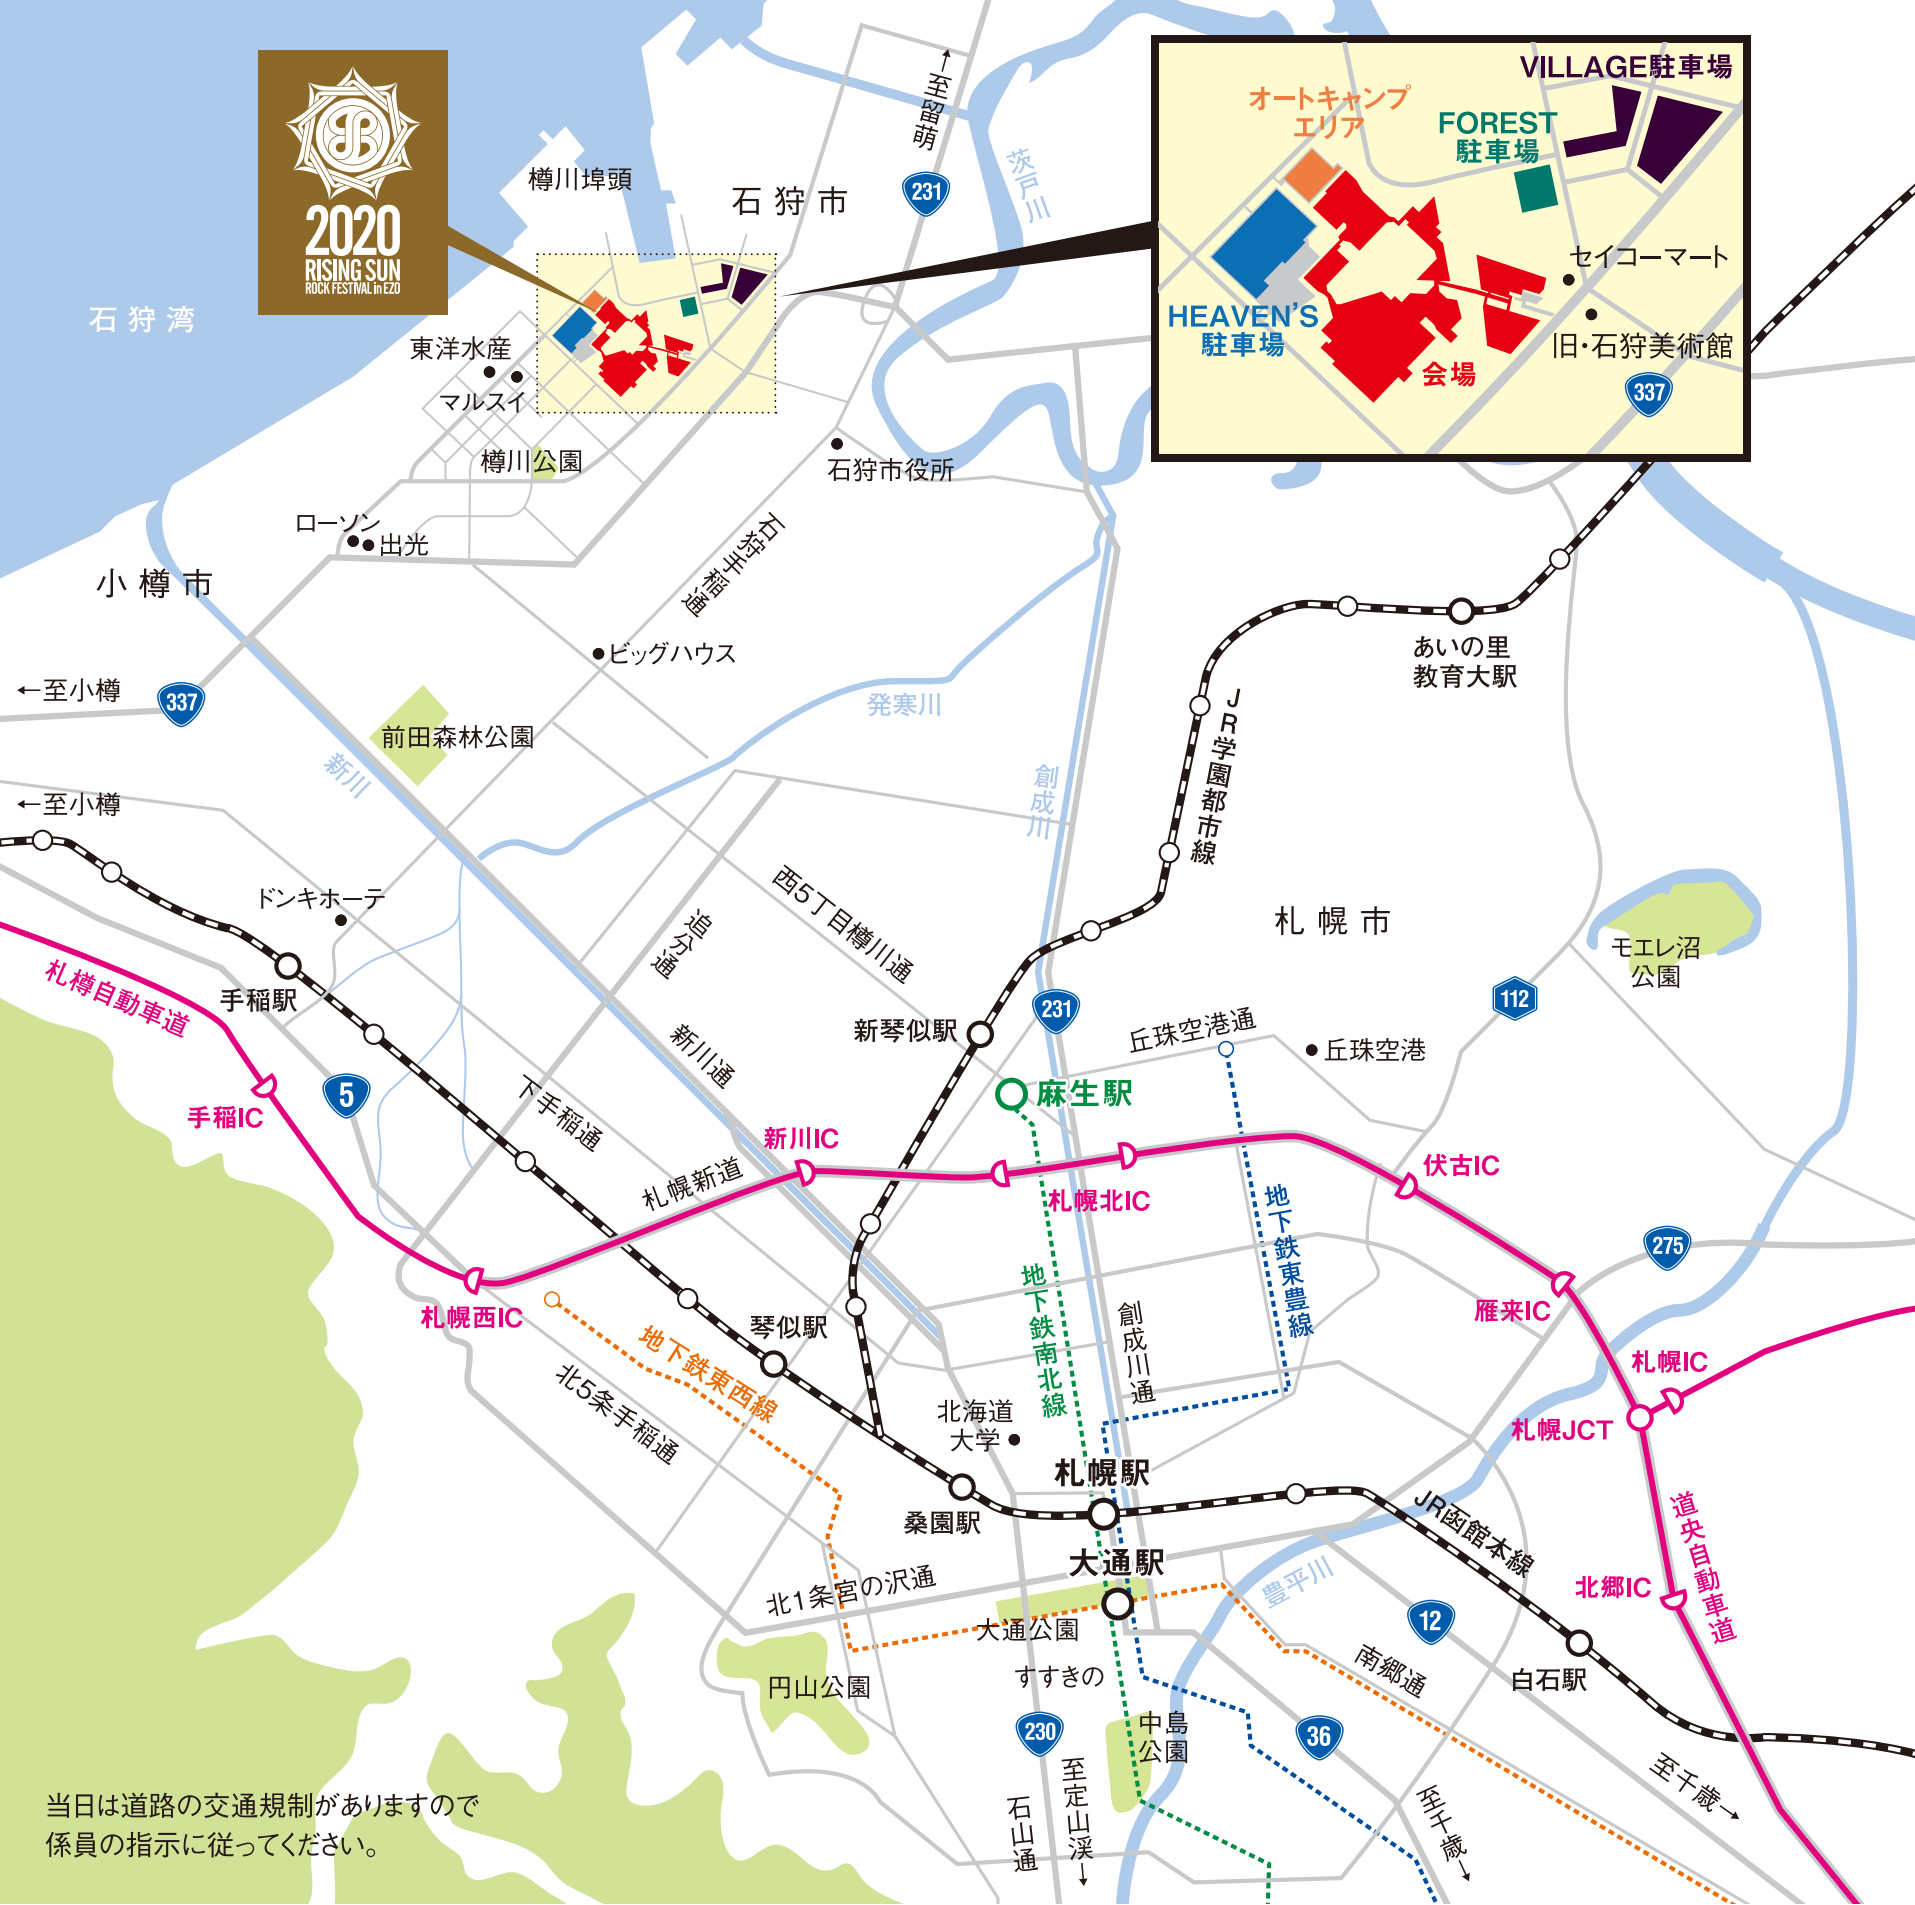 2020
RISING SUN
ROCK FESTIVAL in EZO
石狩湾
樽川埠頭
石狩市
←至留萌
231
茨戸川
VILLAGE駐車場
オートキャンプ
エリア
FOREST
駐車場
セイコーマート
HEAVEN'S
駐車場
旧・石狩美術館
会場
337
東洋水産
マルスイ
樽川公園
石狩市役所
ローソン
出光
石狩手稲通
小樽市
ビッグハウス
あいの里
教育大駅
←至小樽
337
前田森林公園
発寒川
JR学園都市線
新川
←至小樽
創成川
ドンキホーテ
西5丁目樽川通
追分通
札幌市
モエレ沼
公園
札樽自動車道
手稲駅
112
231
新琴似駅
丘珠空港通
丘珠空港
新川通
麻生駅
5
手稲IC
下手稲通
新川IC
札幌新道
札幌北IC
伏古IC
地下鉄東豊線
275
札幌西IC
地下鉄南北線
創成川通
雁来IC
琴似駅
地下鉄東西線
札幌IC
北5条手稲通
北海道
大学
札幌JCT
札幌駅
桑園駅
JR函館本線
道央自動車道
大通駅
北1条宮の沢通
豊平川
北郷IC
大通公園
12
すすきの
南郷通
白石駅
円山公園
230
中島
公園
36
至千歳→
至定山渓→
石山通
至千歳→
当日は道路の交通規制がありますので
係員の指示に従ってください。